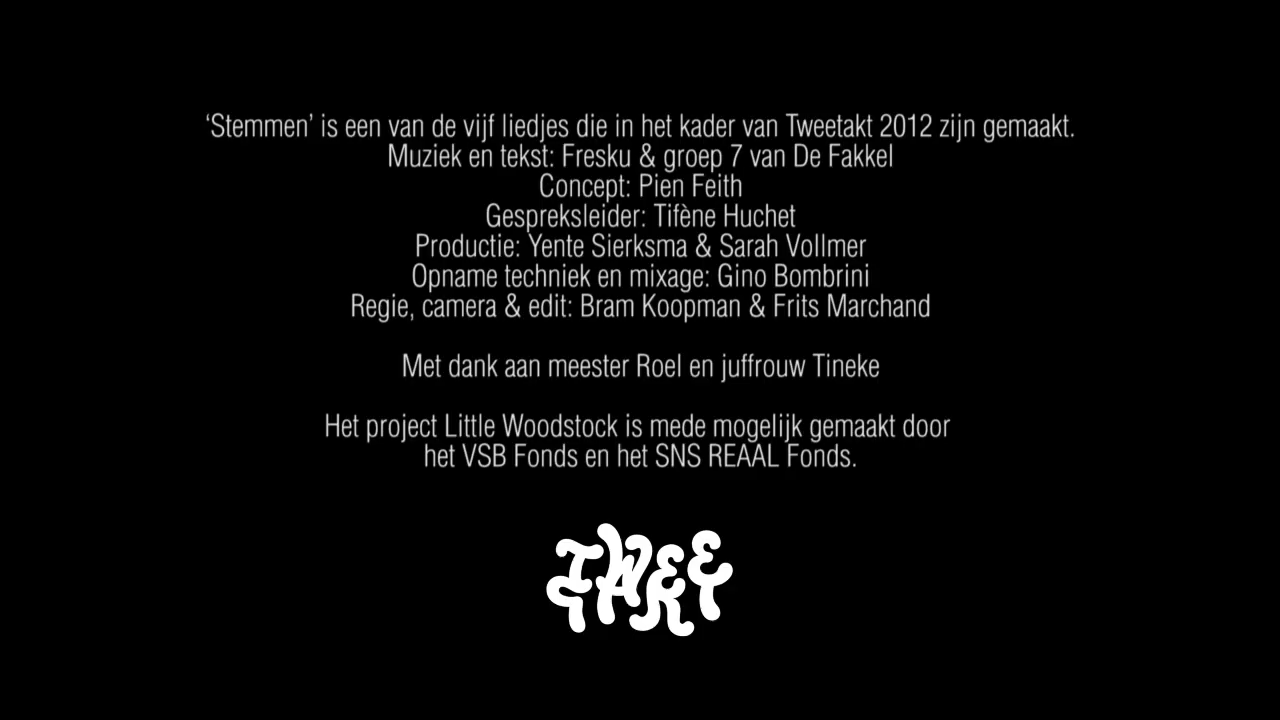 ‘Stemmen’ is een van de vijf liedjes die in het kader van Tweetakt 2012 zijn gemaakt.
Muziek en tekst: Fresku & groep 7 van De Fakkel
Concept: Pien Feith
Gespreksleider: Tifène Huchet
Productie: Yente Sierksma & Sarah Vollmer
Opname techniek en mixage: Gino Bombrini
Regie, camera & edit: Bram Koopman & Frits Marchand
Met dank aan meester Roel en juffrouw Tineke
Het project Little Woodstock is mede mogelijk gemaakt door
het VSB Fonds en het SNS REAAL Fonds.
TWEE
TAKT